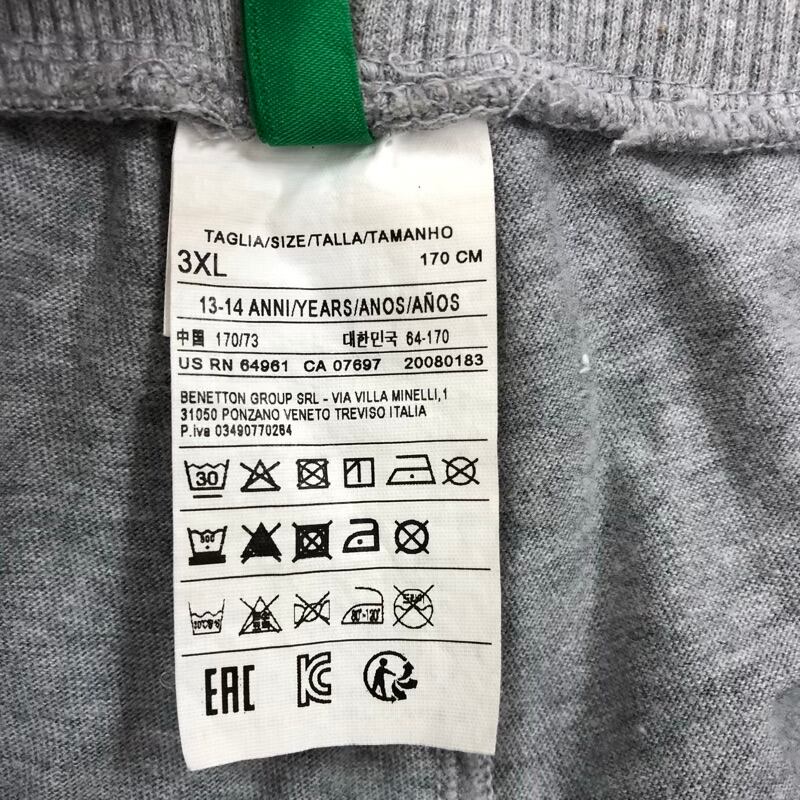 TAGLIA/SIZE/TALLA/TAMANHO
3XL 170 CM
13-14 ANNI/YEARS/ANOS/AÑOS
中国 170/73 대한민국 64-170
US RN 64961 CA 07697 20080183
BENETTON GROUP SRL - VIA VILLA MINELLI,1
31050 PONZANO VENETO TREVISO ITALIA
P.iva 03490770264
30
80°-120°
EAC